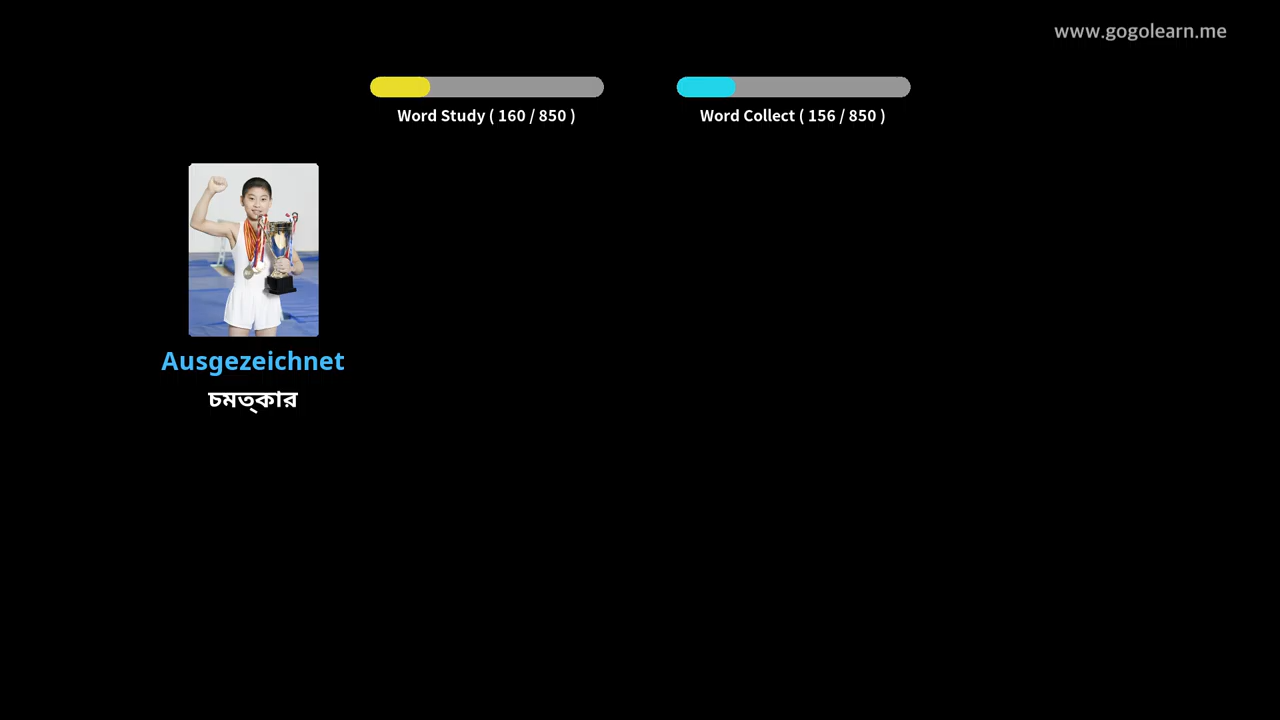 www.gogolearn.me
Word Study ( 160 / 850 )
Word Collect ( 156 / 850 )
Ausgezeichnet
চমত্কার